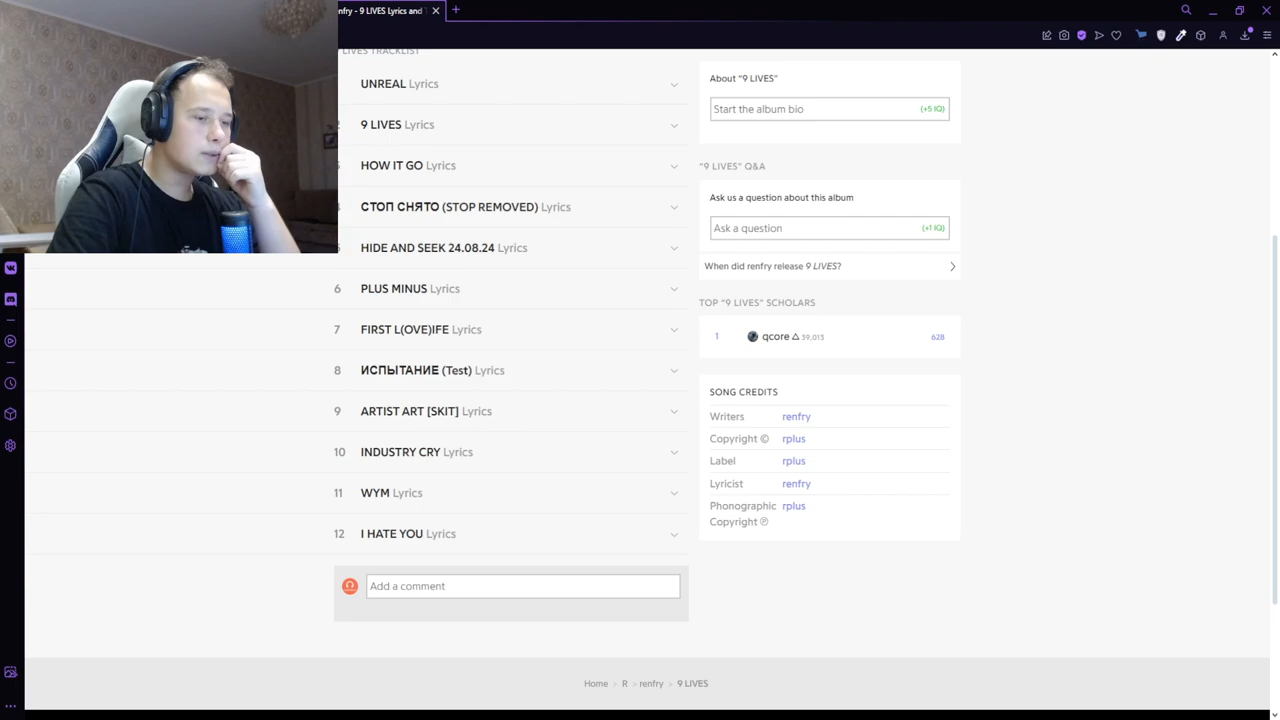 nfry - 9 LIVES Lyrics and
LIVES TRACKLIST
UNREAL Lyrics
9 LIVES Lyrics
HOW IT GO Lyrics
СТОП СНЯТО (STOP REMOVED) Lyrics
HIDE AND SEEK 24.08.24 Lyrics
6 PLUS MINUS Lyrics
7 FIRST L(OVE)IFE Lyrics
8 ИСПЫТАНИЕ (Test) Lyrics
9 ARTIST ART [SKIT] Lyrics
10 INDUSTRY CRY Lyrics
11 WYM Lyrics
12 I HATE YOU Lyrics
Add a comment
About “9 LIVES”
Start the album bio (+5 IQ)
“9 LIVES” Q&A
Ask us a question about this album
Ask a question (+1 IQ)
When did renfry release 9 LIVES?
TOP “9 LIVES” SCHOLARS
1 qcore 59,015 628
SONG CREDITS
Writers renfry
Copyright © rplus
Label rplus
Lyricist renfry
Phonographic rplus
Copyright ℗
Home > R > renfry > 9 LIVES